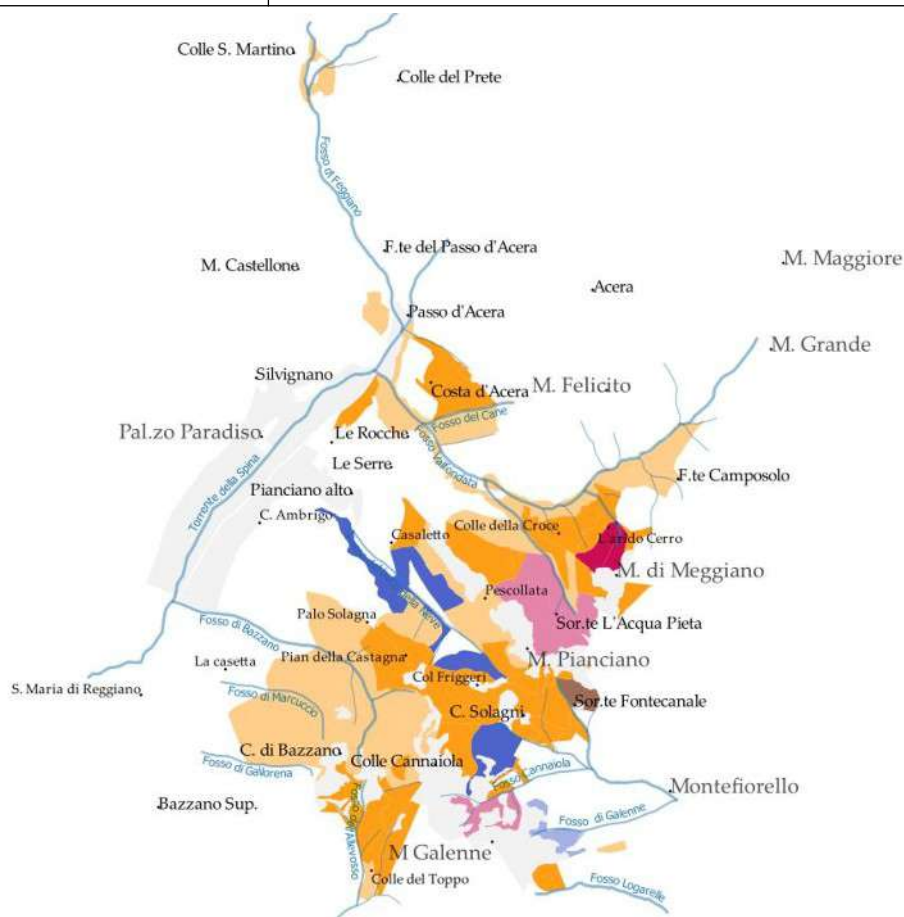 Colle S. Martino
Colle del Prete
Fosso di Feggiano
F.te del Passo d'Acera
M. Castellone
M. Maggiore
Acera
Passo d'Acera
M. Grande
Silvignano
Costa d'Acera
M. Felicito
Fosso del Cane
Pal.zo Paradiso
Le Rocche
Fosso Valfondata
Le Serre
F.te Camposolo
Torrente della Spina
Pianciano alto
C. Ambrigo
Colle della Croce
Casaletto
L'arido Cerro
M. di Meggiano
Pescollata
della Neve
Palo Solagna
Fosso di Bazzano
Sor.te L'Acqua Pieta
Pian della Castagna
La casetta
M. Pianciano
Col Friggeri
S. Maria di Reggiano
Fosso di Marcuccio
Sor.te Fontecanale
C. Solagni
C. di Bazzano
Colle Cannaiola
Fosso di Gallorena
Fosso Cannaiola
Montefiorello
Bazzano Sup.
Fosso di Galenne
M Galenne
Colle del Toppo
Fosso Logarelle